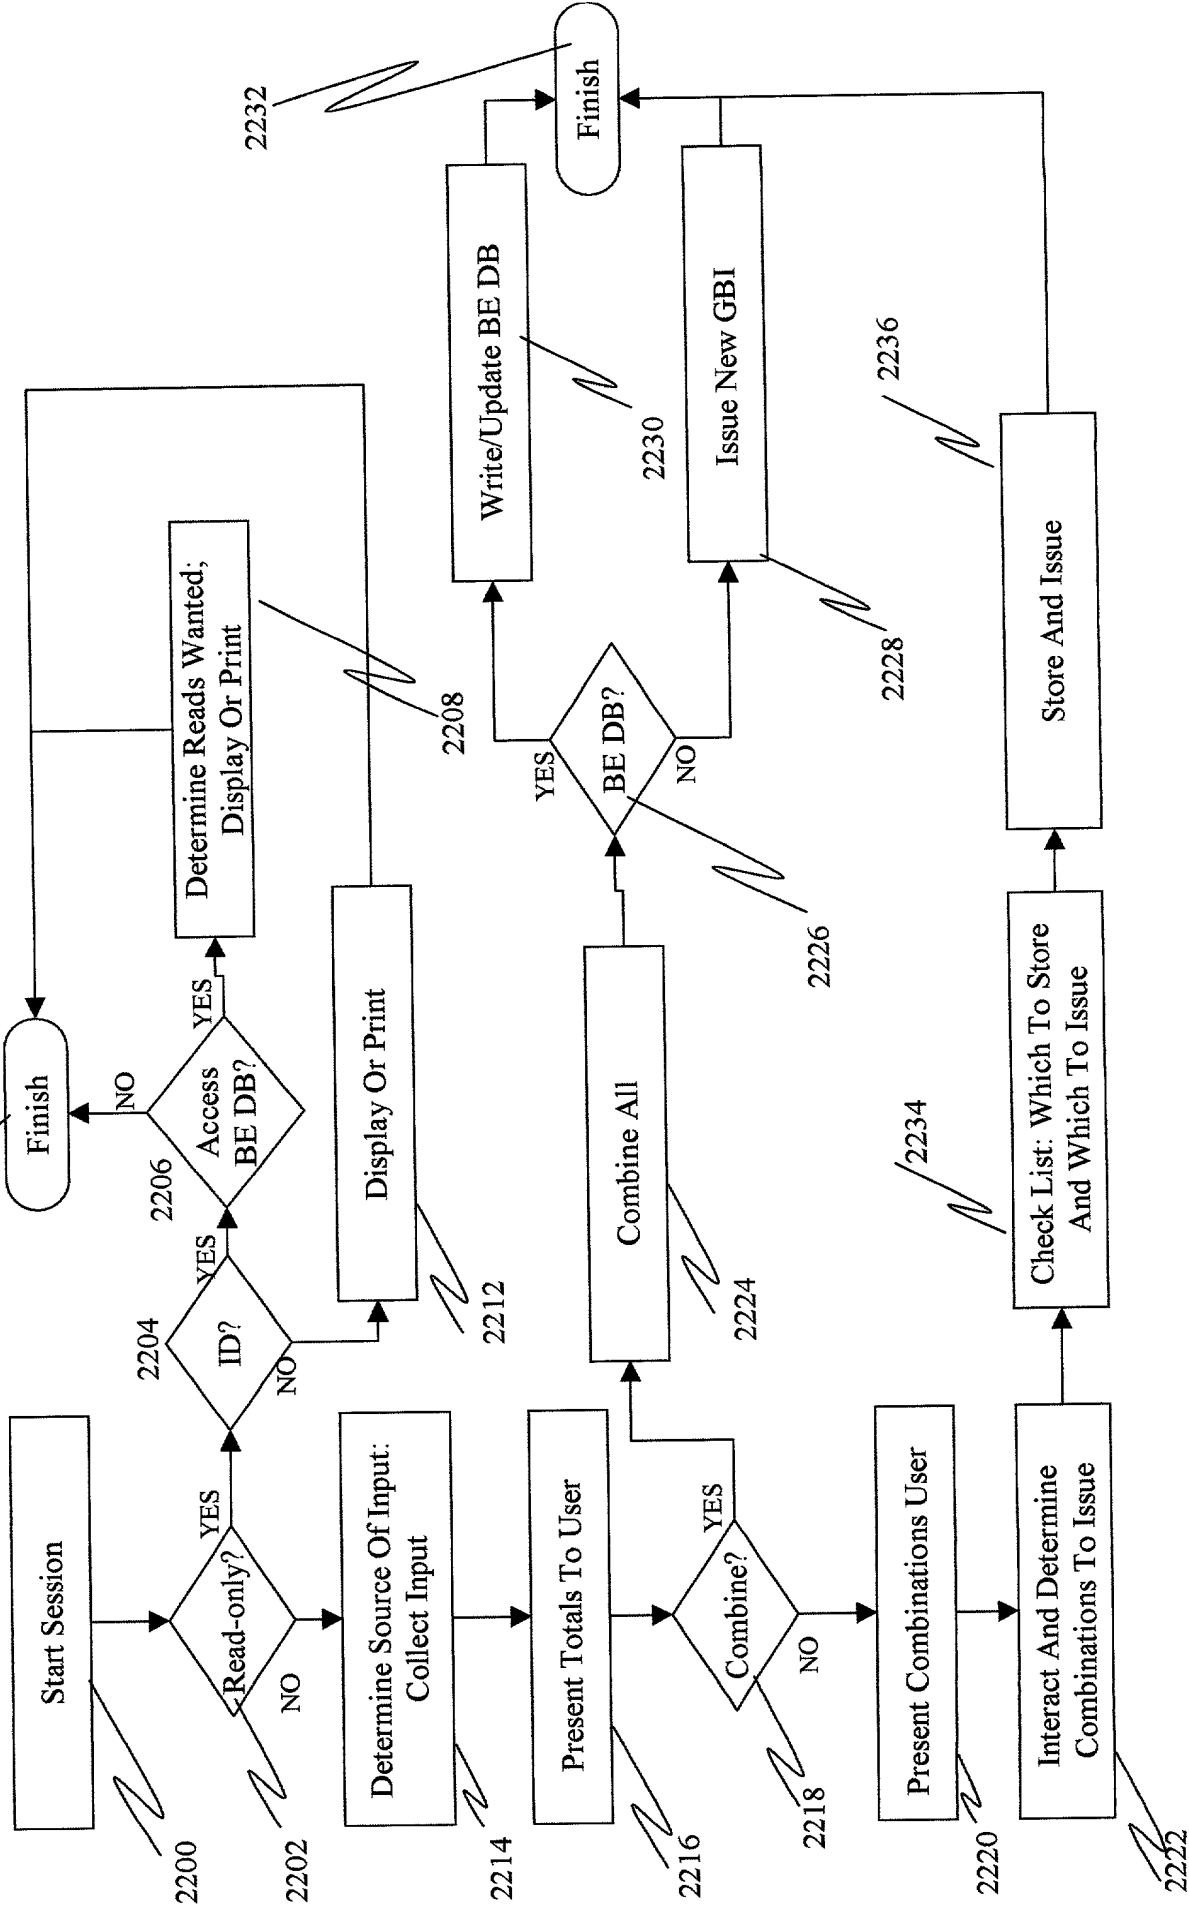 Start Session
2200
Read-only?
YES
NO
2202
2204
ID?
YES
NO
2206
Access
BE DB?
YES
NO
Finish
Determine Reads Wanted;
Display Or Print
2208
Display Or Print
2212
Determine Source Of Input:
Collect Input
2214
Present Totals To User
2216
Combine?
YES
NO
2218
Combine All
2224
BE DB?
YES
NO
2226
Write/Update BE DB
2230
Issue New GBI
2228
Finish
2232
Present Combinations User
2220
Interact And Determine
Combinations To Issue
2222
Check List: Which To Store
And Which To Issue
2234
Store And Issue
2236